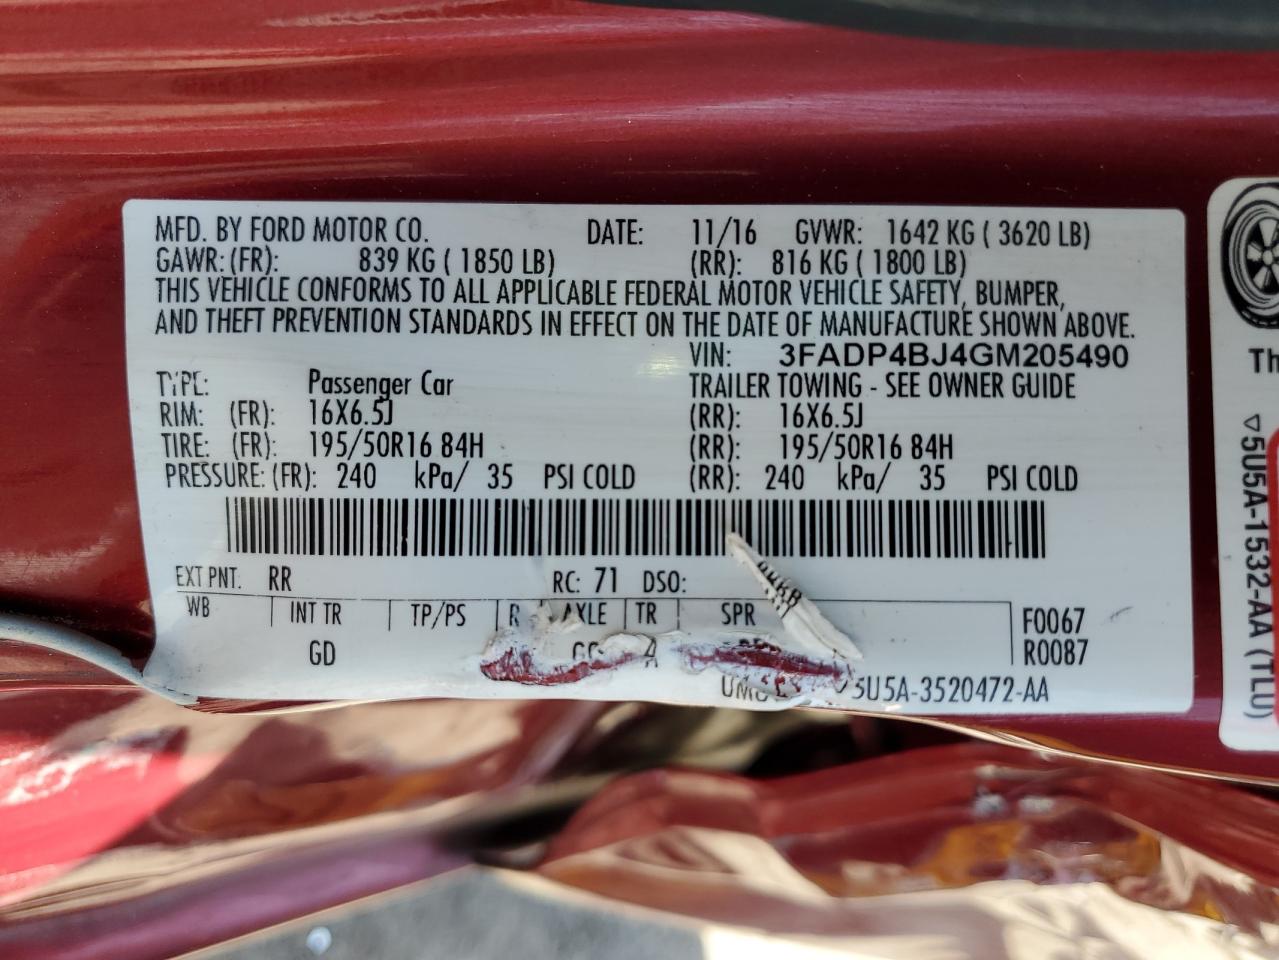 MFD. BY FORD MOTOR CO. DATE: 11/16 GVWR: 1642 KG ( 3620 LB)
GAWR: (FR): 839 KG ( 1850 LB) (RR): 816 KG ( 1800 LB)
THIS VEHICLE CONFORMS TO ALL APPLICABLE FEDERAL MOTOR VEHICLE SAFETY, BUMPER,
AND THEFT PREVENTION STANDARDS IN EFFECT ON THE DATE OF MANUFACTURE SHOWN ABOVE.
VIN: 3FADP4BJ4GM205490
TYPE: Passenger Car TRAILER TOWING - SEE OWNER GUIDE
RIM: (FR): 16X6.5J (RR): 16X6.5J
TIRE: (FR): 195/50R16 84H (RR): 195/50R16 84H
PRESSURE: (FR): 240 kPa/ 35 PSI COLD (RR): 240 kPa/ 35 PSI COLD
EXT PNT: RR RC: 71 DSO:
WB INT TR TP/PS R AXLE TR SPR F0067
GD R0087
5U5A-3520472-AA
▽5U5A-1532-AA (TLU)